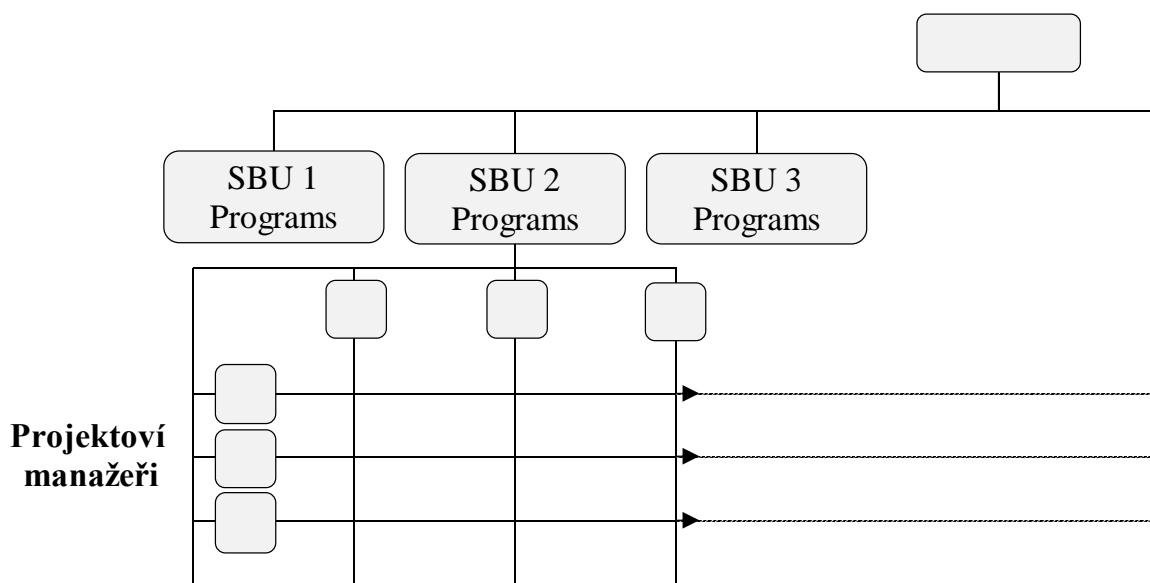 SBU 1
Programs
SBU 2
Programs
SBU 3
Programs
Projektoví
manažeři